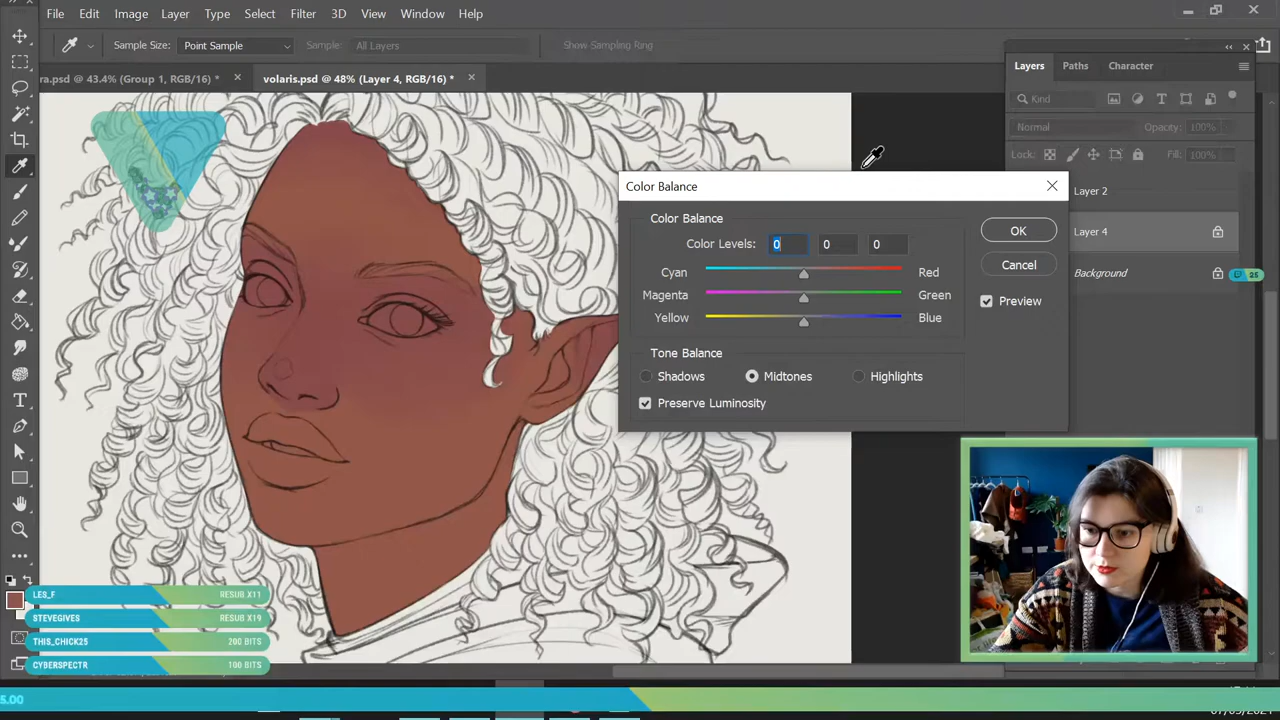 File Edit Image Layer Type Select Filter 3D View Window Help
Sample Size: Point Sample Sample: All Layers Show Sampling Ring
ra.psd @ 43.4% (Group 1, RGB/16) * volaris.psd @ 48% (Layer 4, RGB/16) *
Layers Paths Character
Kind
Normal Opacity: 100%
Lock: Fill: 100%
Layer 2
Layer 4
Background
25
Color Balance
Color Balance
Color Levels: 0 0 0
Cyan Red
Magenta Green
Yellow Blue
Tone Balance
Shadows Midtones Highlights
Preserve Luminosity
OK
Cancel
Preview
LES_F RESUB X11
STEVEGIVES RESUB X19
THIS_CHICK25 200 BITS
CYBERSPECTR 100 BITS
5.00